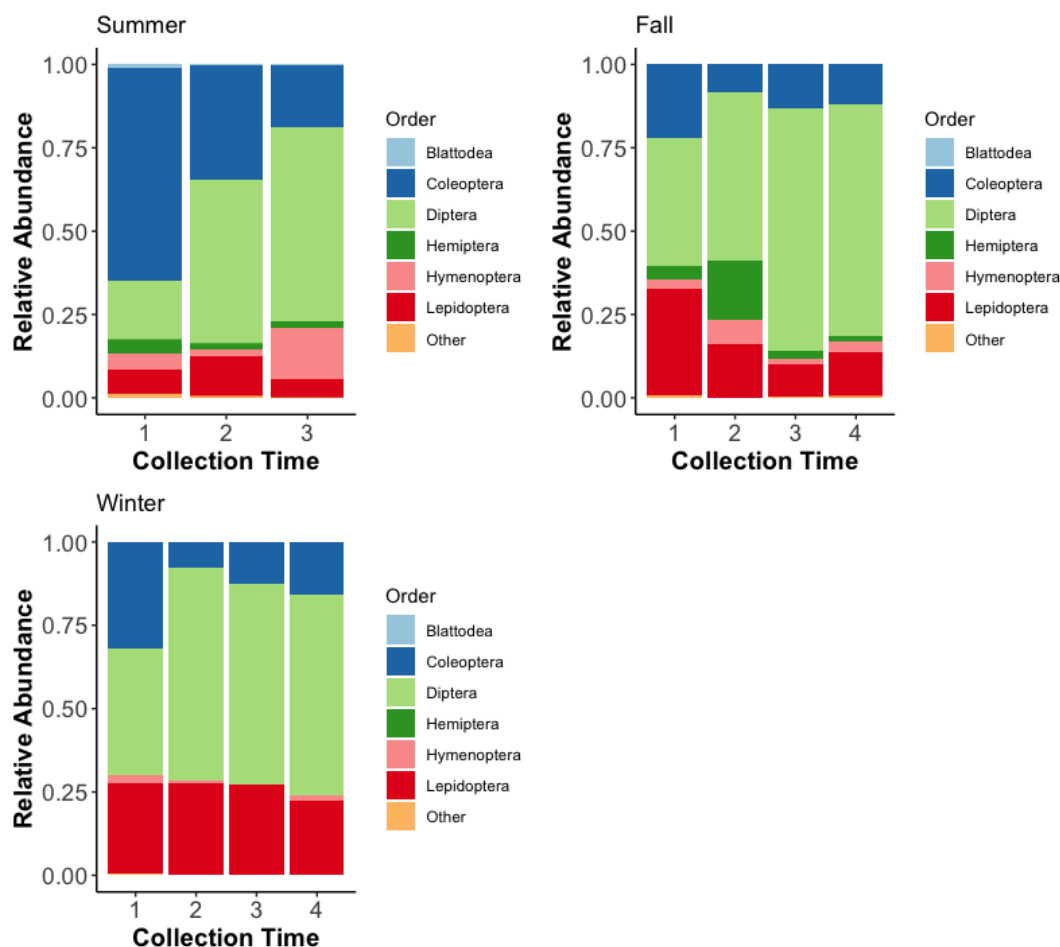 Summer
Relative Abundance
1.00
0.75
0.50
0.25
0.00
1 2 3
Collection Time
Order
Blattodea
Coleoptera
Diptera
Hemiptera
Hymenoptera
Lepidoptera
Other
Fall
Relative Abundance
1.00
0.75
0.50
0.25
0.00
1 2 3 4
Collection Time
Order
Blattodea
Coleoptera
Diptera
Hemiptera
Hymenoptera
Lepidoptera
Other
Winter
Relative Abundance
1.00
0.75
0.50
0.25
0.00
1 2 3 4
Collection Time
Order
Blattodea
Coleoptera
Diptera
Hemiptera
Hymenoptera
Lepidoptera
Other